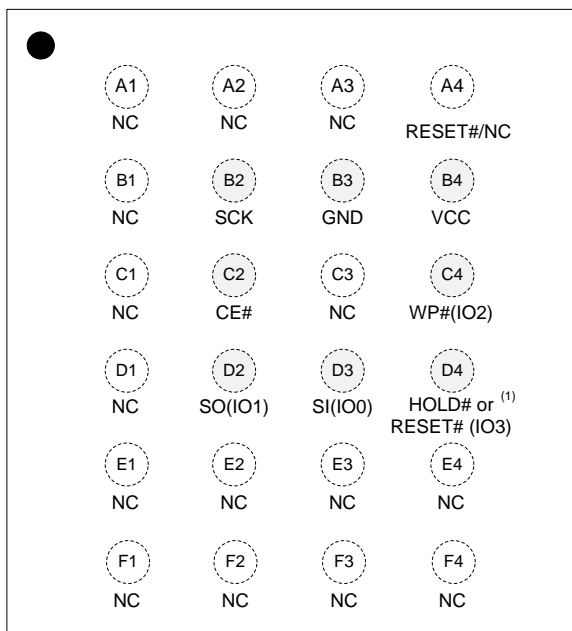 A1 A2 A3 A4
NC NC NC RESET#/NC
B1 B2 B3 B4
NC SCK GND VCC
C1 C2 C3 C4
NC CE# NC WP#(IO2)
D1 D2 D3 D4
NC SO(IO1) SI(IO0) HOLD# or (1)
RESET# (IO3)
E1 E2 E3 E4
NC NC NC NC
F1 F2 F3 F4
NC NC NC NC